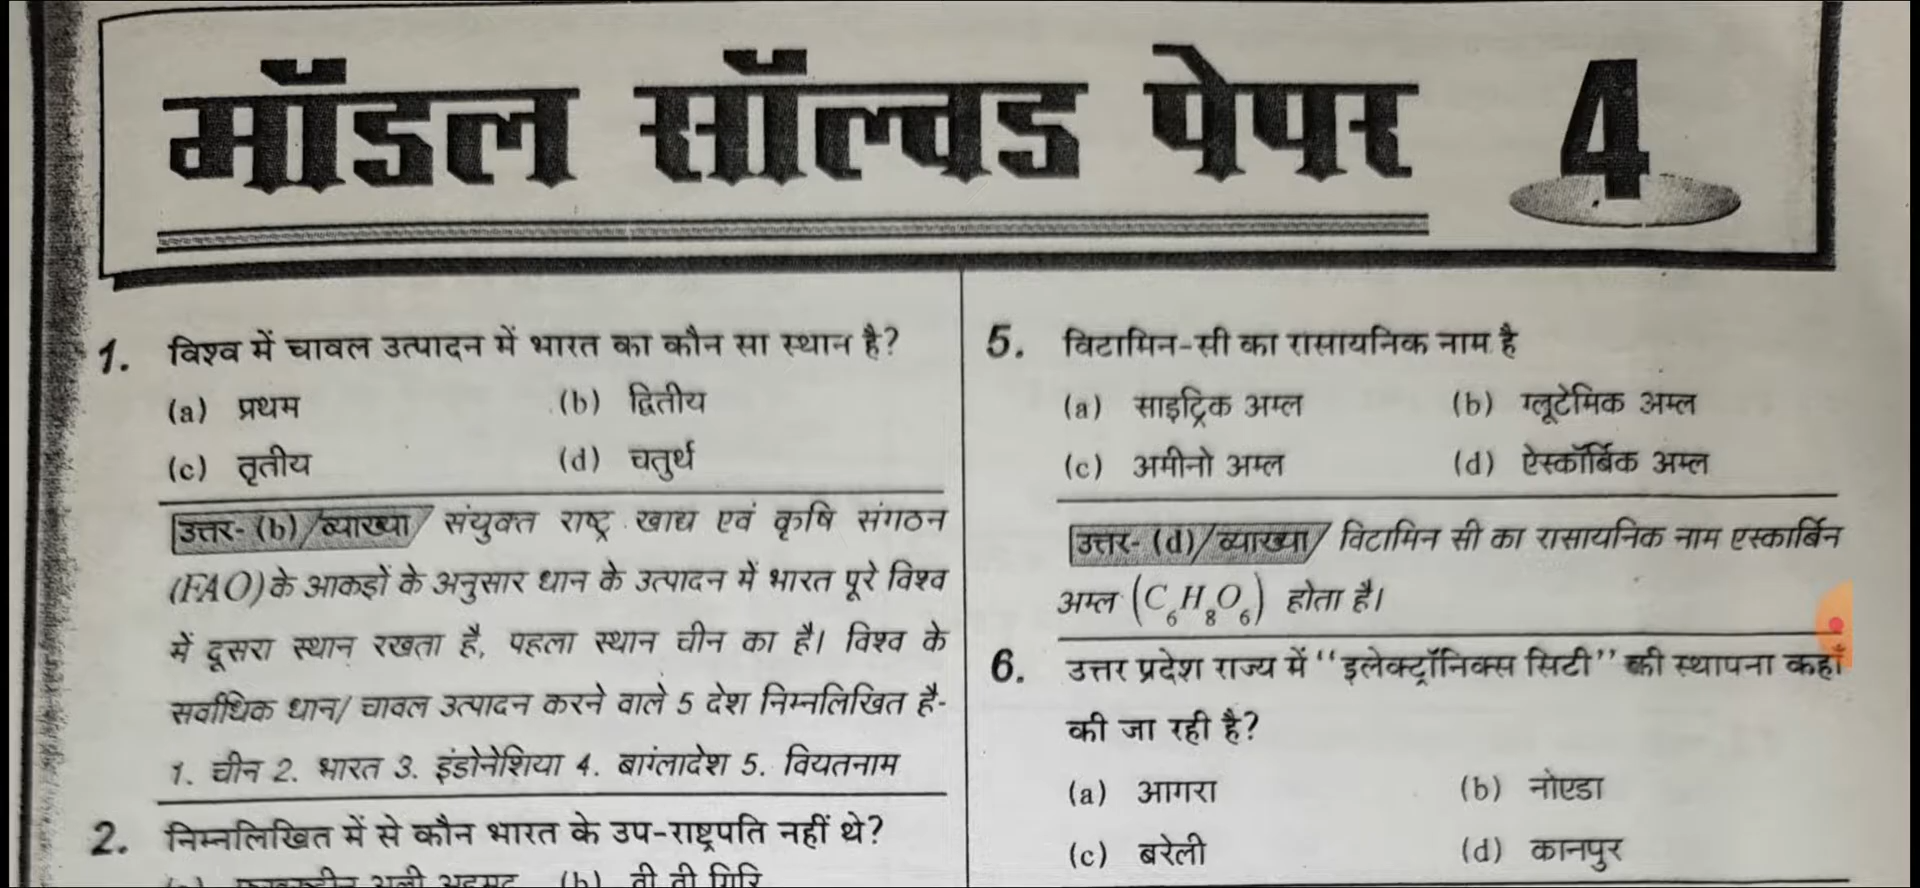 मॉडल सॉल्वड पेपर 4
1. विश्व में चावल उत्पादन में भारत का कौन सा स्थान है?
(a) प्रथम (b) द्वितीय
(c) तृतीय (d) चतुर्थ
उत्तर- (b)/व्याख्या/ संयुक्त राष्ट्र खाद्य एवं कृषि संगठन
(FAO) के आकड़ों के अनुसार धान के उत्पादन में भारत पूरे विश्व
में दूसरा स्थान रखता है, पहला स्थान चीन का है। विश्व के
सर्वाधिक धान/ चावल उत्पादन करने वाले 5 देश निम्नलिखित है-
1. चीन 2. भारत 3. इंडोनेशिया 4. बांग्लादेश 5. वियतनाम
2. निम्नलिखित में से कौन भारत के उप-राष्ट्रपति नहीं थे?
(a) फखरुद्दीन अली अहमद (b) वी वी गिरि
5. विटामिन-सी का रासायनिक नाम है
(a) साइट्रिक अम्ल (b) ग्लूटेमिक अम्ल
(c) अमीनो अम्ल (d) ऐस्कॉर्बिक अम्ल
उत्तर- (d)/व्याख्या/ विटामिन सी का रासायनिक नाम एस्कार्बिन
अम्ल (C₆H₈O₆) होता है।
6. उत्तर प्रदेश राज्य में "इलेक्ट्रॉनिक्स सिटी" की स्थापना कहाँ
की जा रही है?
(a) आगरा (b) नोएडा
(c) बरेली (d) कानपुर